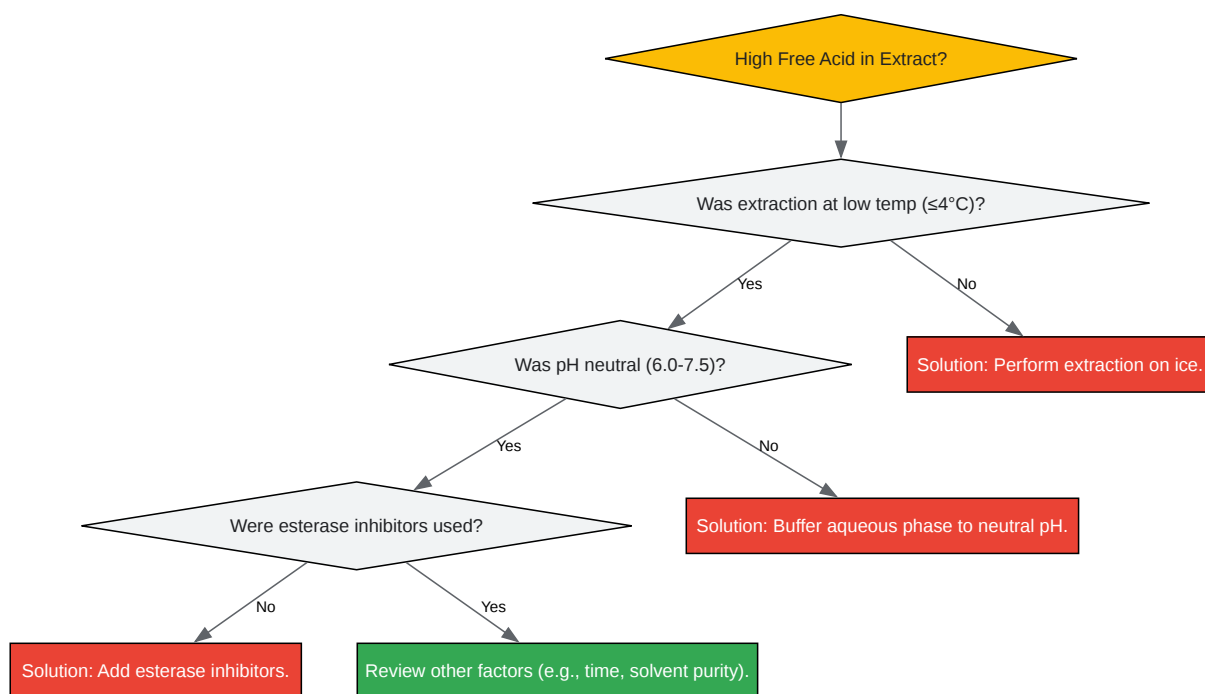 High Free Acid in Extract?
Was extraction at low temp (≤4°C)?
Yes
No
Was pH neutral (6.0-7.5)?
Solution: Perform extraction on ice.
Yes
No
Were esterase inhibitors used?
Solution: Buffer aqueous phase to neutral pH.
No
Yes
Solution: Add esterase inhibitors.
Review other factors (e.g., time, solvent purity).